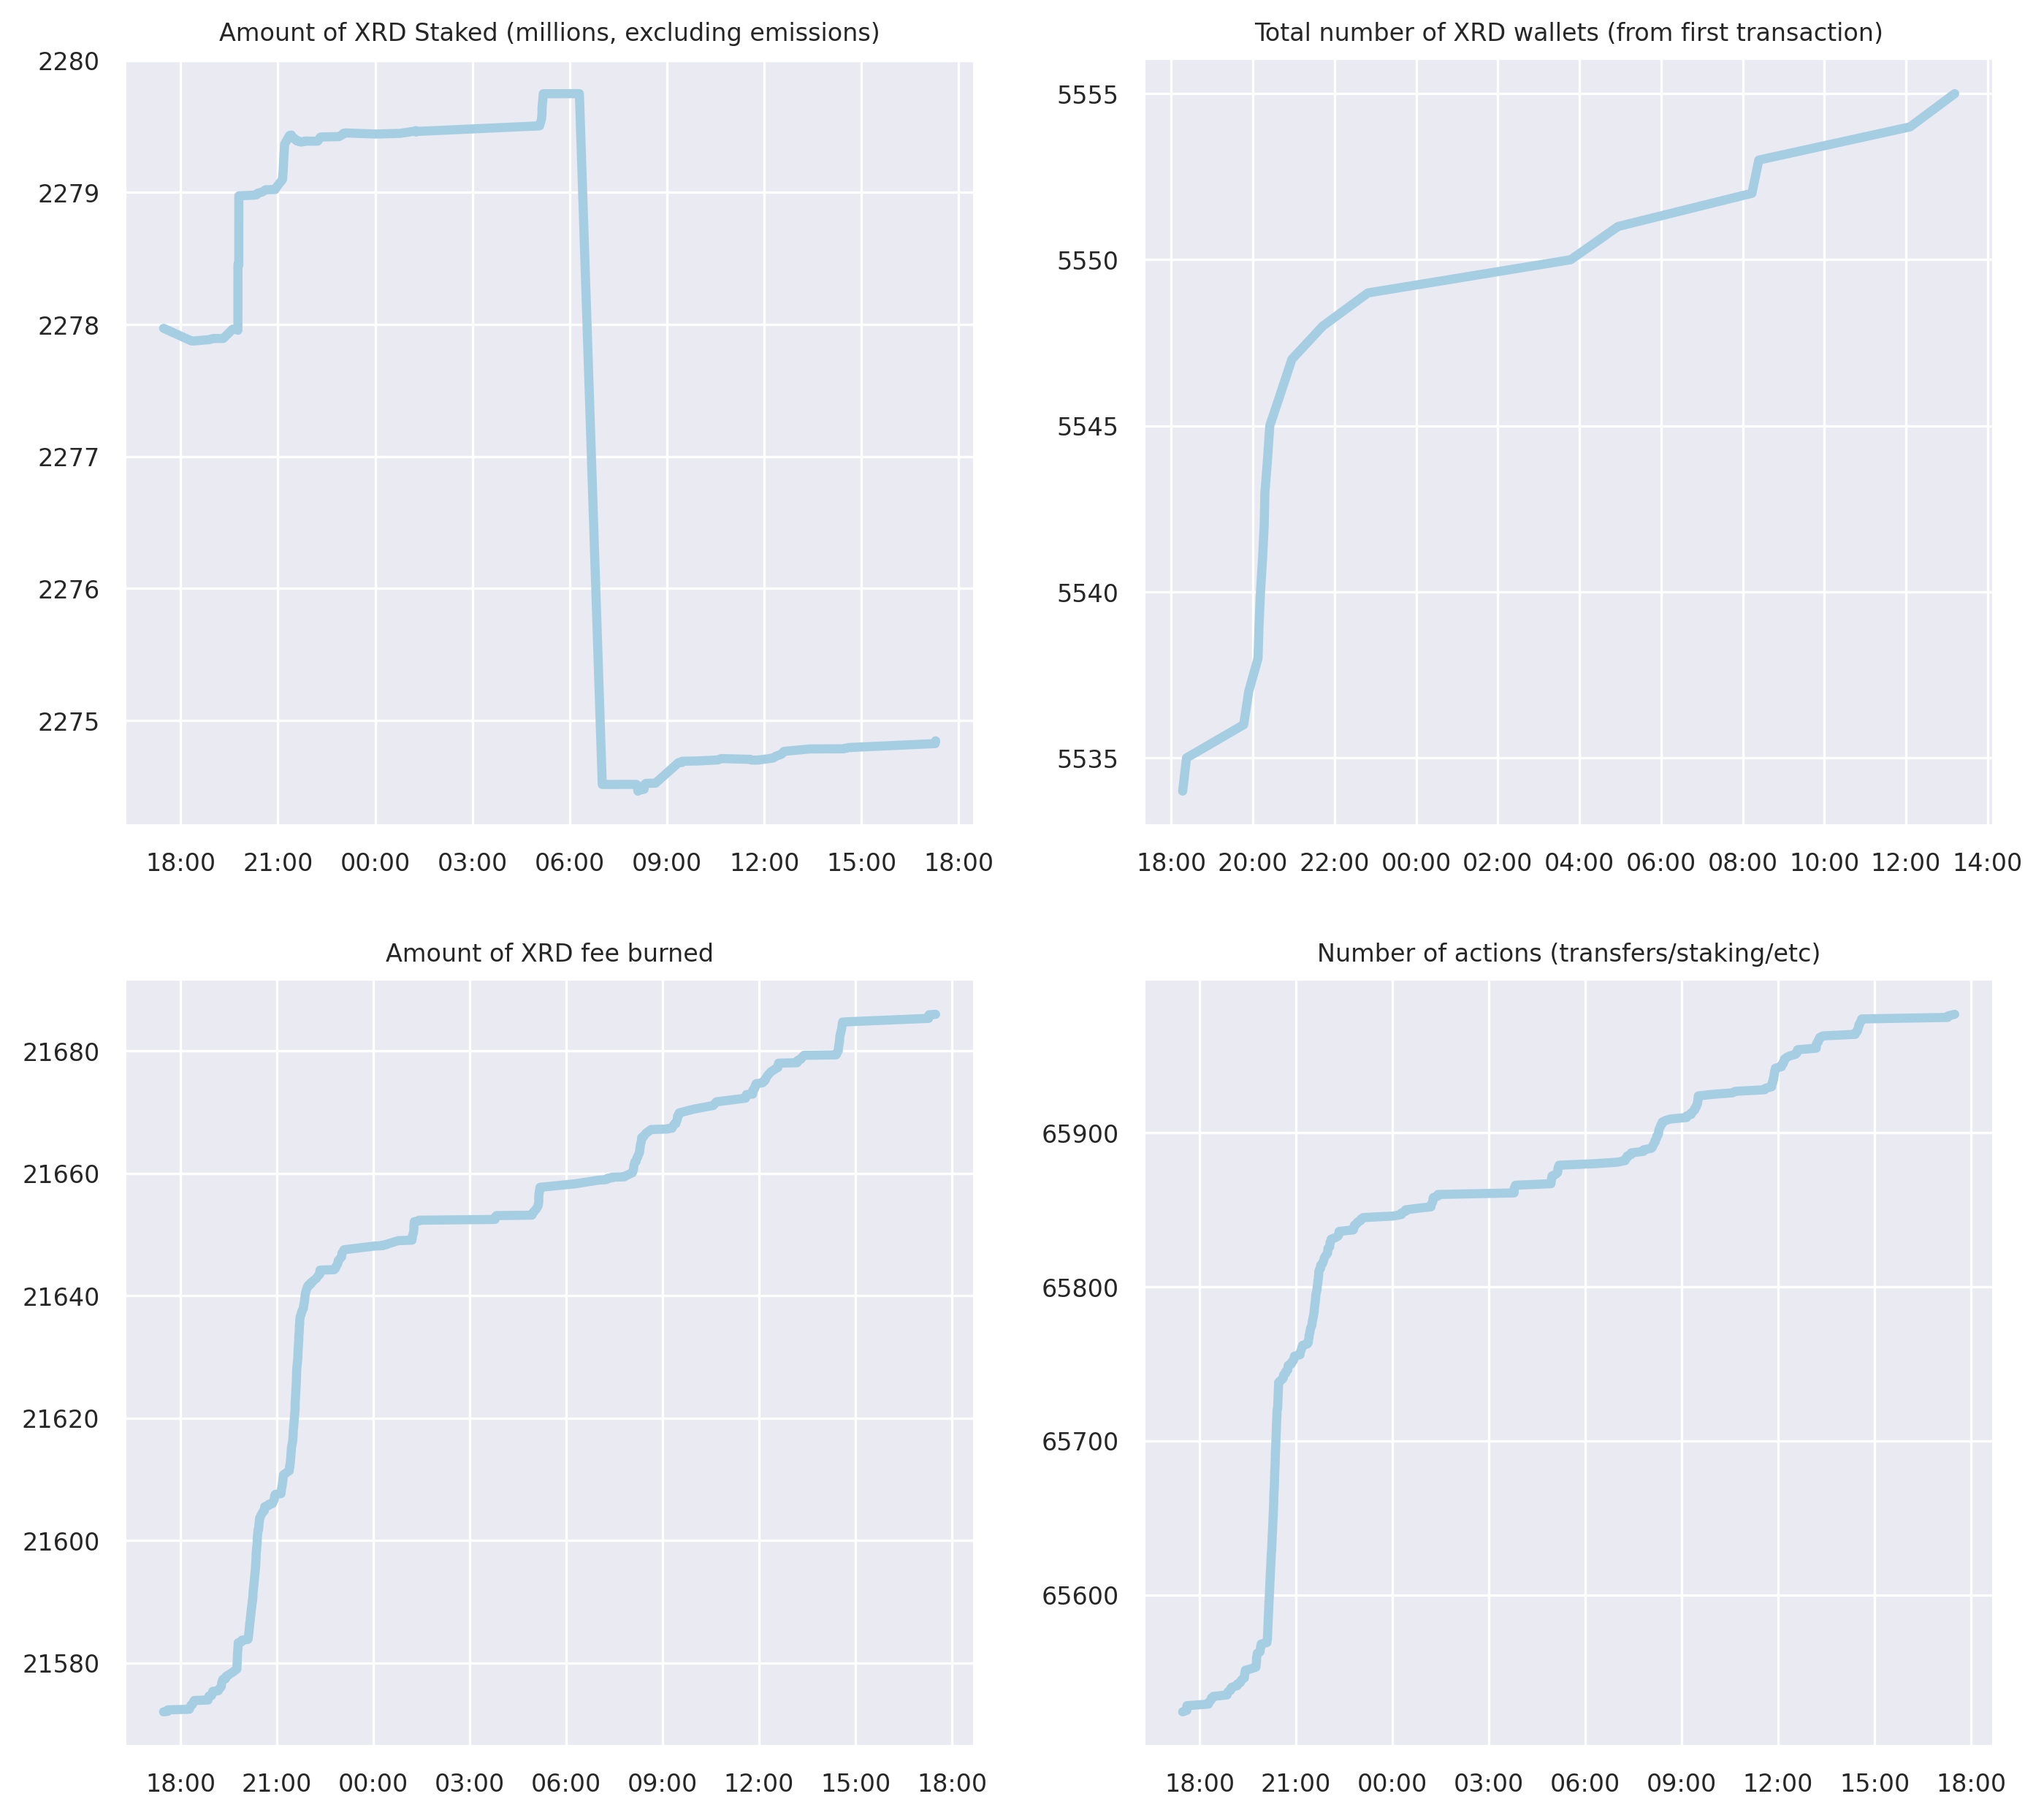 Amount of XRD Staked (millions, excluding emissions)
2280
2279
2278
2277
2276
2275
18:00 21:00 00:00 03:00 06:00 09:00 12:00 15:00 18:00
Total number of XRD wallets (from first transaction)
5555
5550
5545
5540
5535
18:00 20:00 22:00 00:00 02:00 04:00 06:00 08:00 10:00 12:00 14:00
Amount of XRD fee burned
21680
21660
21640
21620
21600
21580
18:00 21:00 00:00 03:00 06:00 09:00 12:00 15:00 18:00
Number of actions (transfers/staking/etc)
65900
65800
65700
65600
18:00 21:00 00:00 03:00 06:00 09:00 12:00 15:00 18:00